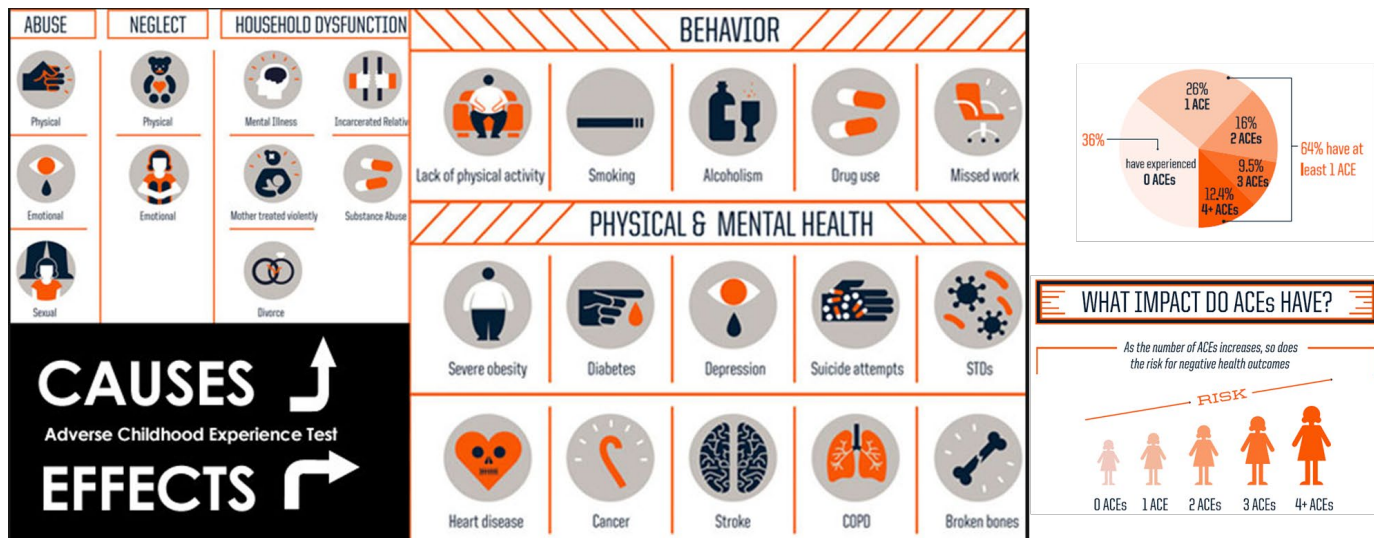 ABUSE
NEGLECT
HOUSEHOLD DYSFUNCTION
Physical
Physical
Mental Illness
Incarcerated Relativ
Emotional
Emotional
Mother treated violently
Substance Abuse
Sexual
Divorce
CAUSES
Adverse Childhood Experience Test
EFFECTS
BEHAVIOR
Lack of physical activity
Smoking
Alcoholism
Drug use
Missed work
PHYSICAL & MENTAL HEALTH
Severe obesity
Diabetes
Depression
Suicide attempts
STDs
Heart disease
Cancer
Stroke
COPD
Broken bones
26%
1 ACE
16%
2 ACEs
36%
have experienced
0 ACEs
9.5%
3 ACEs
12.4%
4+ ACEs
64% have at
least 1 ACE
WHAT IMPACT DO ACEs HAVE?
As the number of ACEs increases, so does
the risk for negative health outcomes
RISK
0 ACEs
1 ACE
2 ACEs
3 ACEs
4+ ACEs